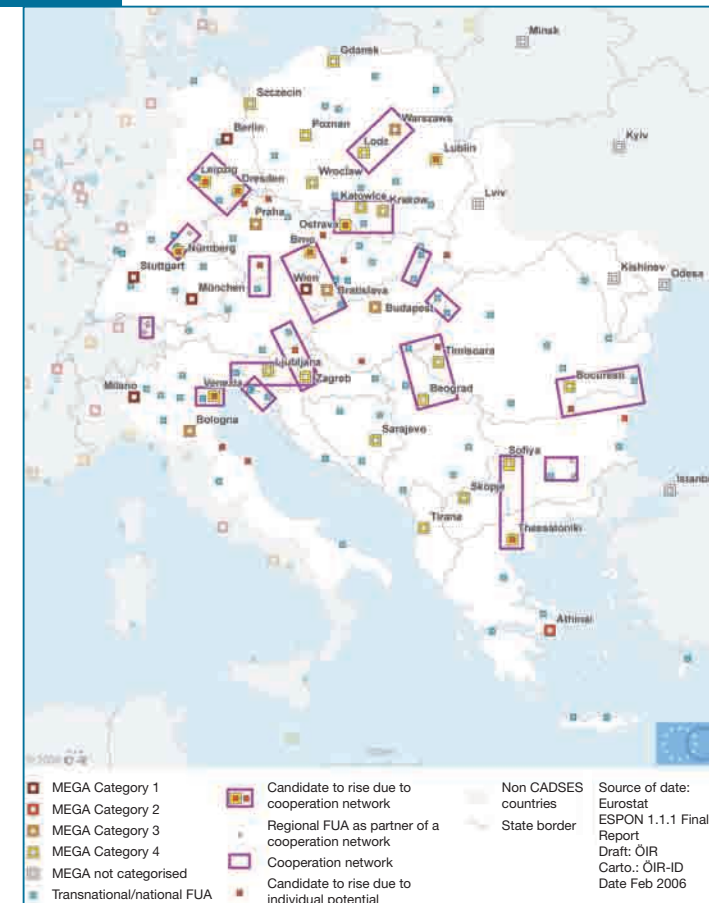 Minsk
Gdansk
Szczecin
Berlin
Poznan
Warszawa
Lodz
Kyiv
Leipzig
Dresden
Wroclaw
Lublin
Praha
Katowice
Krakow
Lviv
Ostrava
Nürnberg
Brno
Stuttgart
München
Wien
Bratislava
Budapest
Kishinev
Odesa
Ljubljana
Zagreb
Timisoara
Milano
Venezia
Beograd
Bucuresti
Bologna
Sarajevo
Sofiya
Skopje
Istanb
Tirana
Thessaloniki
Athinai
MEGA Category 1
MEGA Category 2
MEGA Category 3
MEGA Category 4
MEGA not categorised
Transnational/national FUA
Candidate to rise due to
cooperation network
Regional FUA as partner of a
cooperation network
Cooperation network
Candidate to rise due to
individual potential
Non CADSES
countries
State border
Source of date:
Eurostat
ESPON 1.1.1 Final
Report
Draft: ÖIR
Carto.: ÖIR-ID
Date Feb 2006